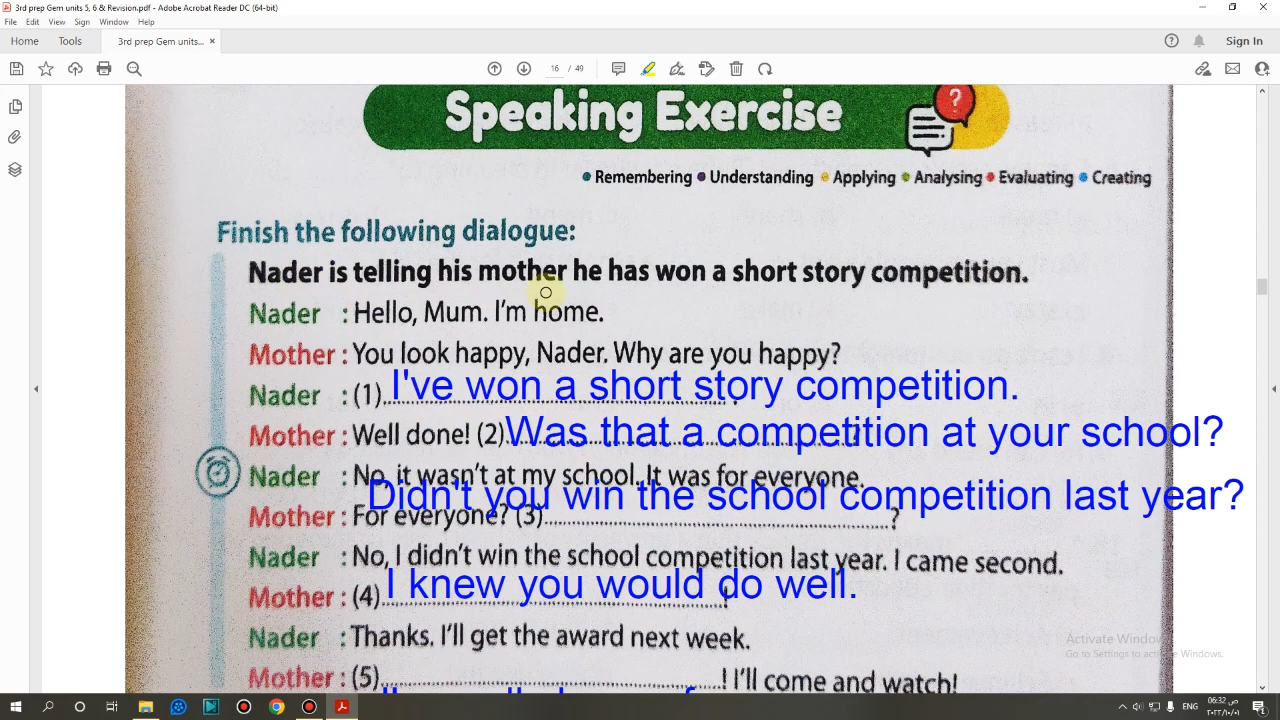 3rd prep Gem units 5, 6 & Revision.pdf - Adobe Acrobat Reader DC (64-bit)
File Edit View Sign Window Help
Home Tools 3rd prep Gem units... × Sign In
16 / 49
Speaking Exercise
Remembering Understanding Applying Analysing Evaluating Creating
Finish the following dialogue:
Nader is telling his mother he has won a short story competition.
Nader : Hello, Mum. I'm home.
Mother : You look happy, Nader. Why are you happy?
Nader : (1) I've won a short story competition.
Mother : Well done! (2) Was that a competition at your school?
Nader : No, it wasn't at my school. It was for everyone.
Didn't you win the school competition last year?
Mother : For everyone? (3) ?
Nader : No, I didn't win the school competition last year. I came second.
Mother : (4) I knew you would do well. !
Nader : Thanks. I'll get the award next week.
Mother : (5) ! I'll come and watch!
Activate Windows
Go to Settings to activate Windows.
ENG
06:32 ص
٢٠٢٢/١٠/٠١